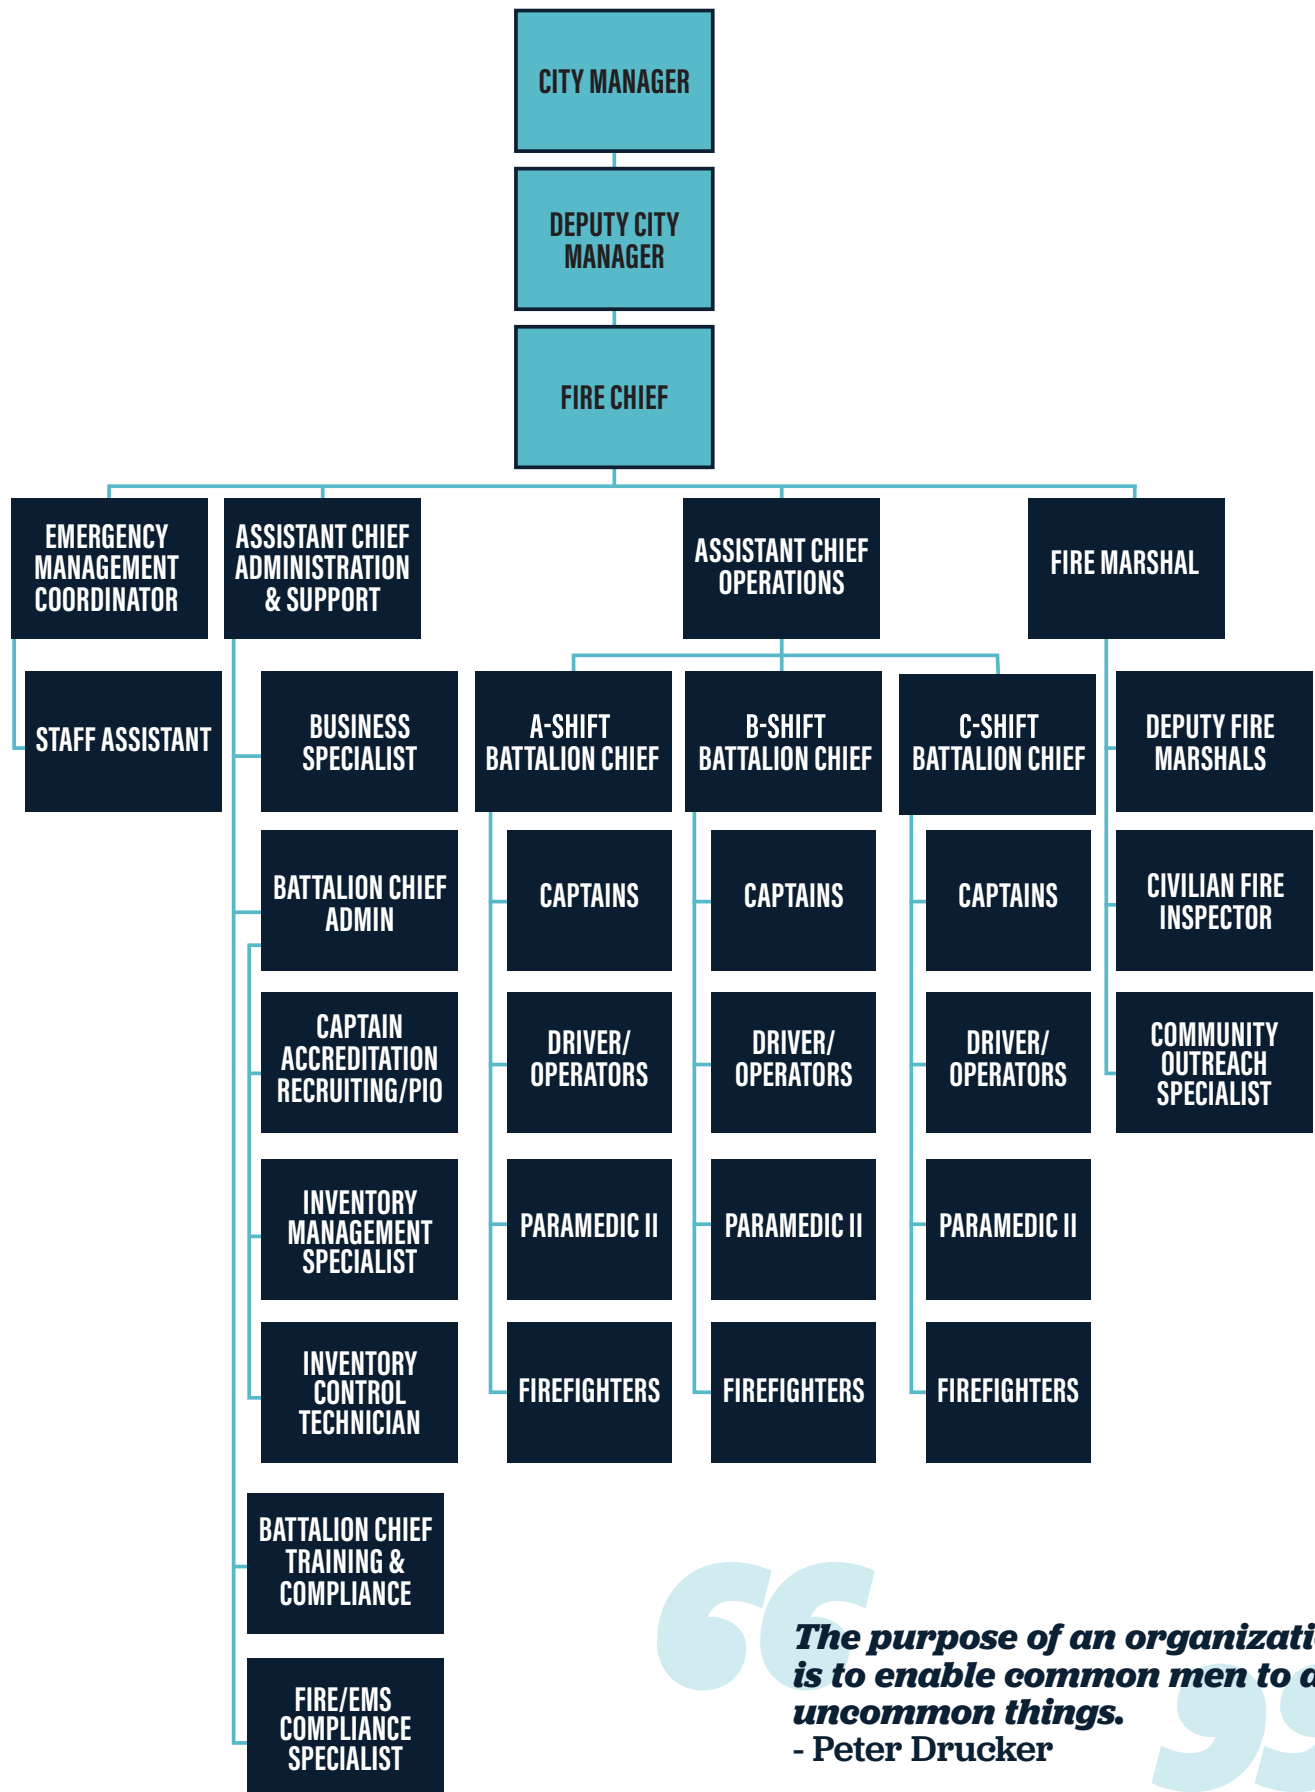 CITY MANAGER
DEPUTY CITY
MANAGER
FIRE CHIEF
EMERGENCY
MANAGEMENT
COORDINATOR
ASSISTANT CHIEF
ADMINISTRATION
& SUPPORT
ASSISTANT CHIEF
OPERATIONS
FIRE MARSHAL
STAFF ASSISTANT
BUSINESS
SPECIALIST
A-SHIFT
BATTALION CHIEF
B-SHIFT
BATTALION CHIEF
C-SHIFT
BATTALION CHIEF
DEPUTY FIRE
MARSHALS
BATTALION CHIEF
ADMIN
CAPTAINS
CAPTAINS
CAPTAINS
CIVILIAN FIRE
INSPECTOR
CAPTAIN
ACCREDITATION
RECRUITING/PIO
DRIVER/
OPERATORS
DRIVER/
OPERATORS
DRIVER/
OPERATORS
COMMUNITY
OUTREACH
SPECIALIST
INVENTORY
MANAGEMENT
SPECIALIST
PARAMEDIC II
PARAMEDIC II
PARAMEDIC II
INVENTORY
CONTROL
TECHNICIAN
FIREFIGHTERS
FIREFIGHTERS
FIREFIGHTERS
BATTALION CHIEF
TRAINING &
COMPLIANCE
FIRE/EMS
COMPLIANCE
SPECIALIST
“
The purpose of an
is to enable common men to
uncommon things.
- Peter Drucker
”